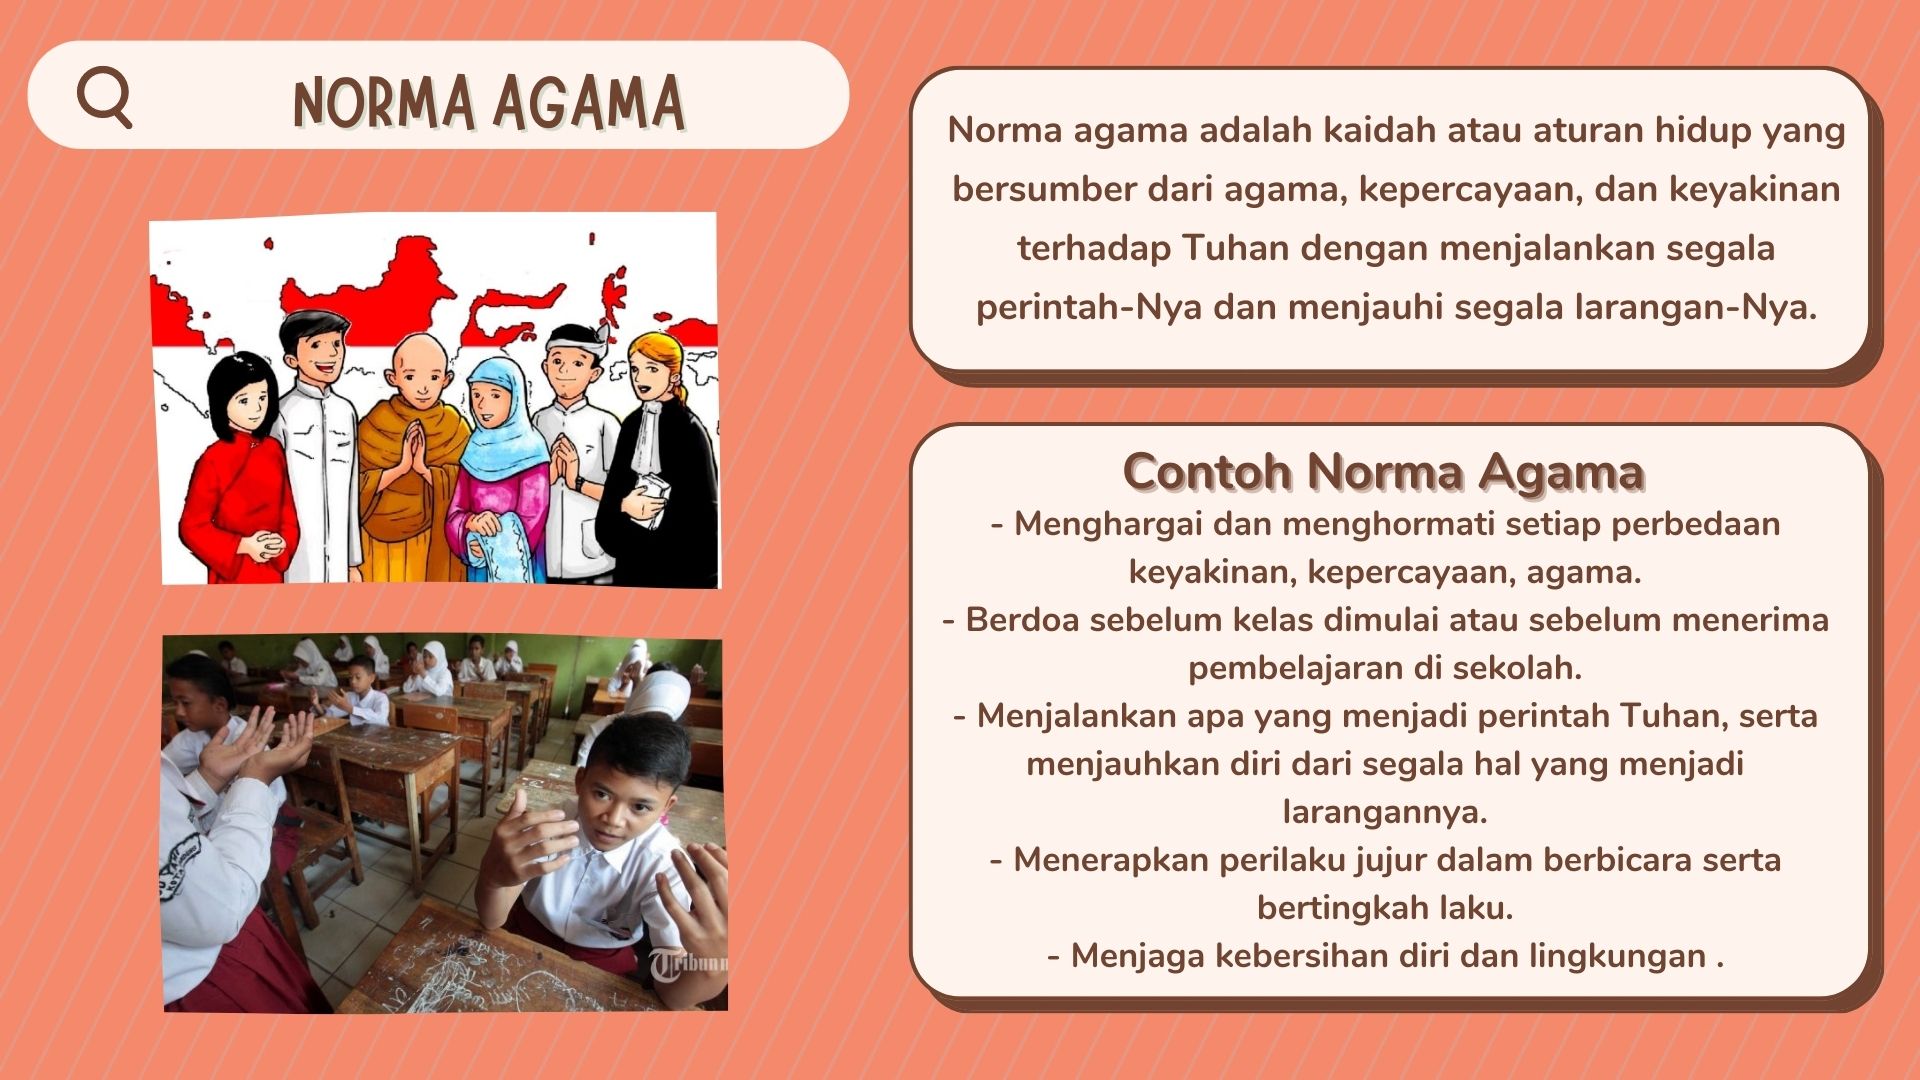 NORMA AGAMA
Norma agama adalah kaidah atau aturan hidup yang
bersumber dari agama, kepercayaan, dan keyakinan
terhadap Tuhan dengan menjalankan segala
perintah-Nya dan menjauhi segala larangan-Nya.
Contoh Norma Agama
- Menghargai dan menghormati setiap perbedaan
keyakinan, kepercayaan, agama.
- Berdoa sebelum kelas dimulai atau sebelum menerima
pembelajaran di sekolah.
- Menjalankan apa yang menjadi perintah Tuhan, serta
menjauhkan diri dari segala hal yang menjadi
larangannya.
- Menerapkan perilaku jujur dalam berbicara serta
bertingkah laku.
- Menjaga kebersihan diri dan lingkungan .
Tribun